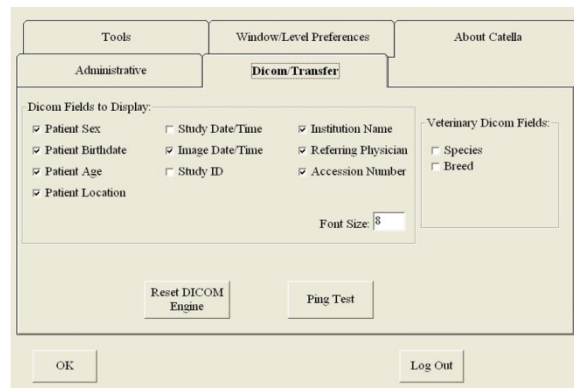 Tools Window/Level Preferences About Catella
Administrative Dicom/Transfer
Dicom Fields to Display: Veterinary Dicom Fields:
Patient Sex Study Date/Time Institution Name
Patient Birthdate Image Date/Time Referring Physician Species
Patient Age Study ID Accession Number Breed
Patient Location
Font Size: 8
Reset DICOM
Engine
Ping Test
OK Log Out